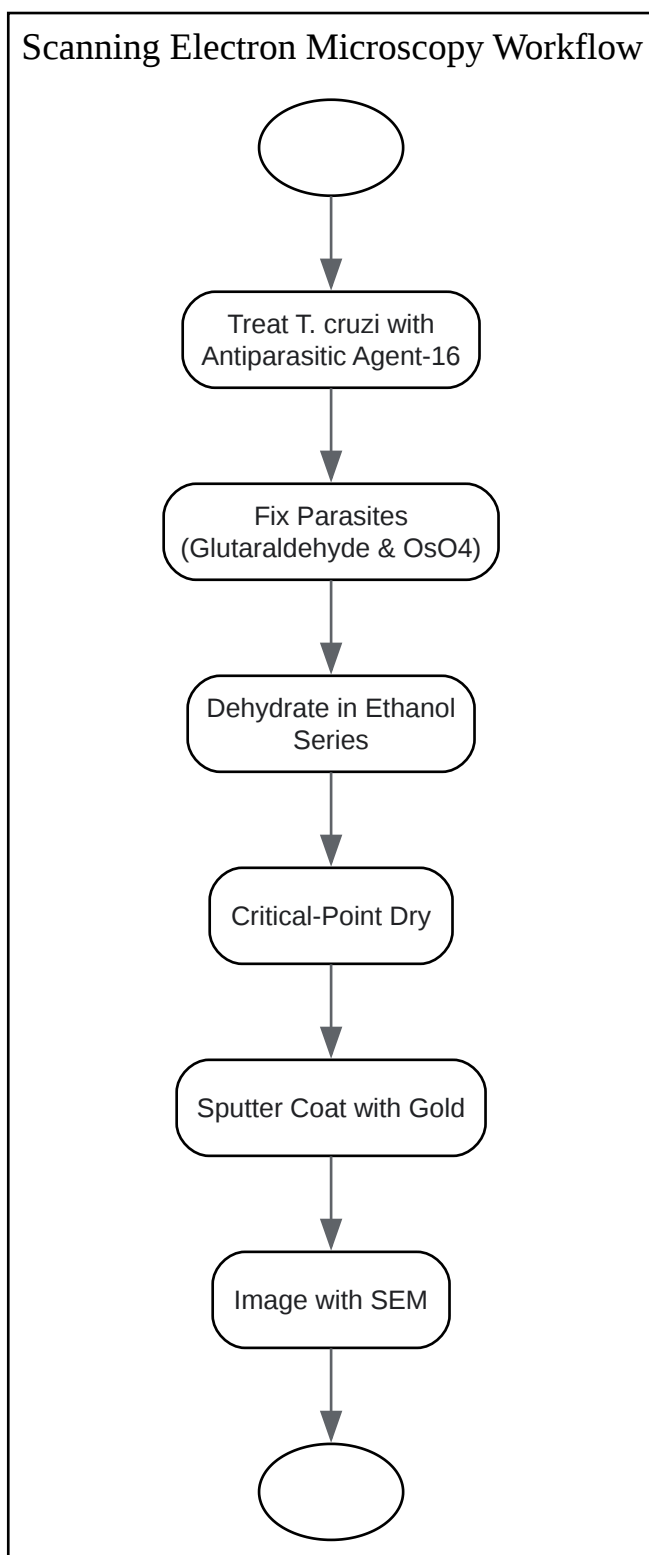 Scanning Electron Microscopy Workflow
Treat T. cruzi with
Antiparasitic Agent-16
Fix Parasites
(Glutaraldehyde & OsO4)
Dehydrate in Ethanol
Series
Critical-Point Dry
Sputter Coat with Gold
Image with SEM